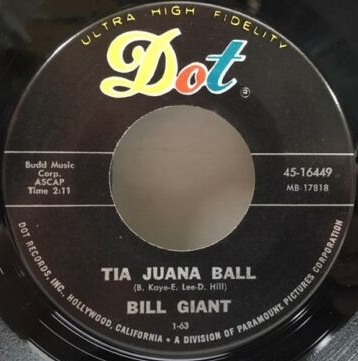 ULTRA HIGH FIDELITY
Dot
®
Budd Music
Corp.
ASCAP
Time 2:11
45-16449
MB-17818
TIA JUANA BALL
(B. Kaye-E. Lee-D. Hill)
BILL GIANT
1-63
DOT RECORDS, INC., HOLLYWOOD, CALIFORNIA • A DIVISION OF PARAMOUNT PICTURES CORPORATION